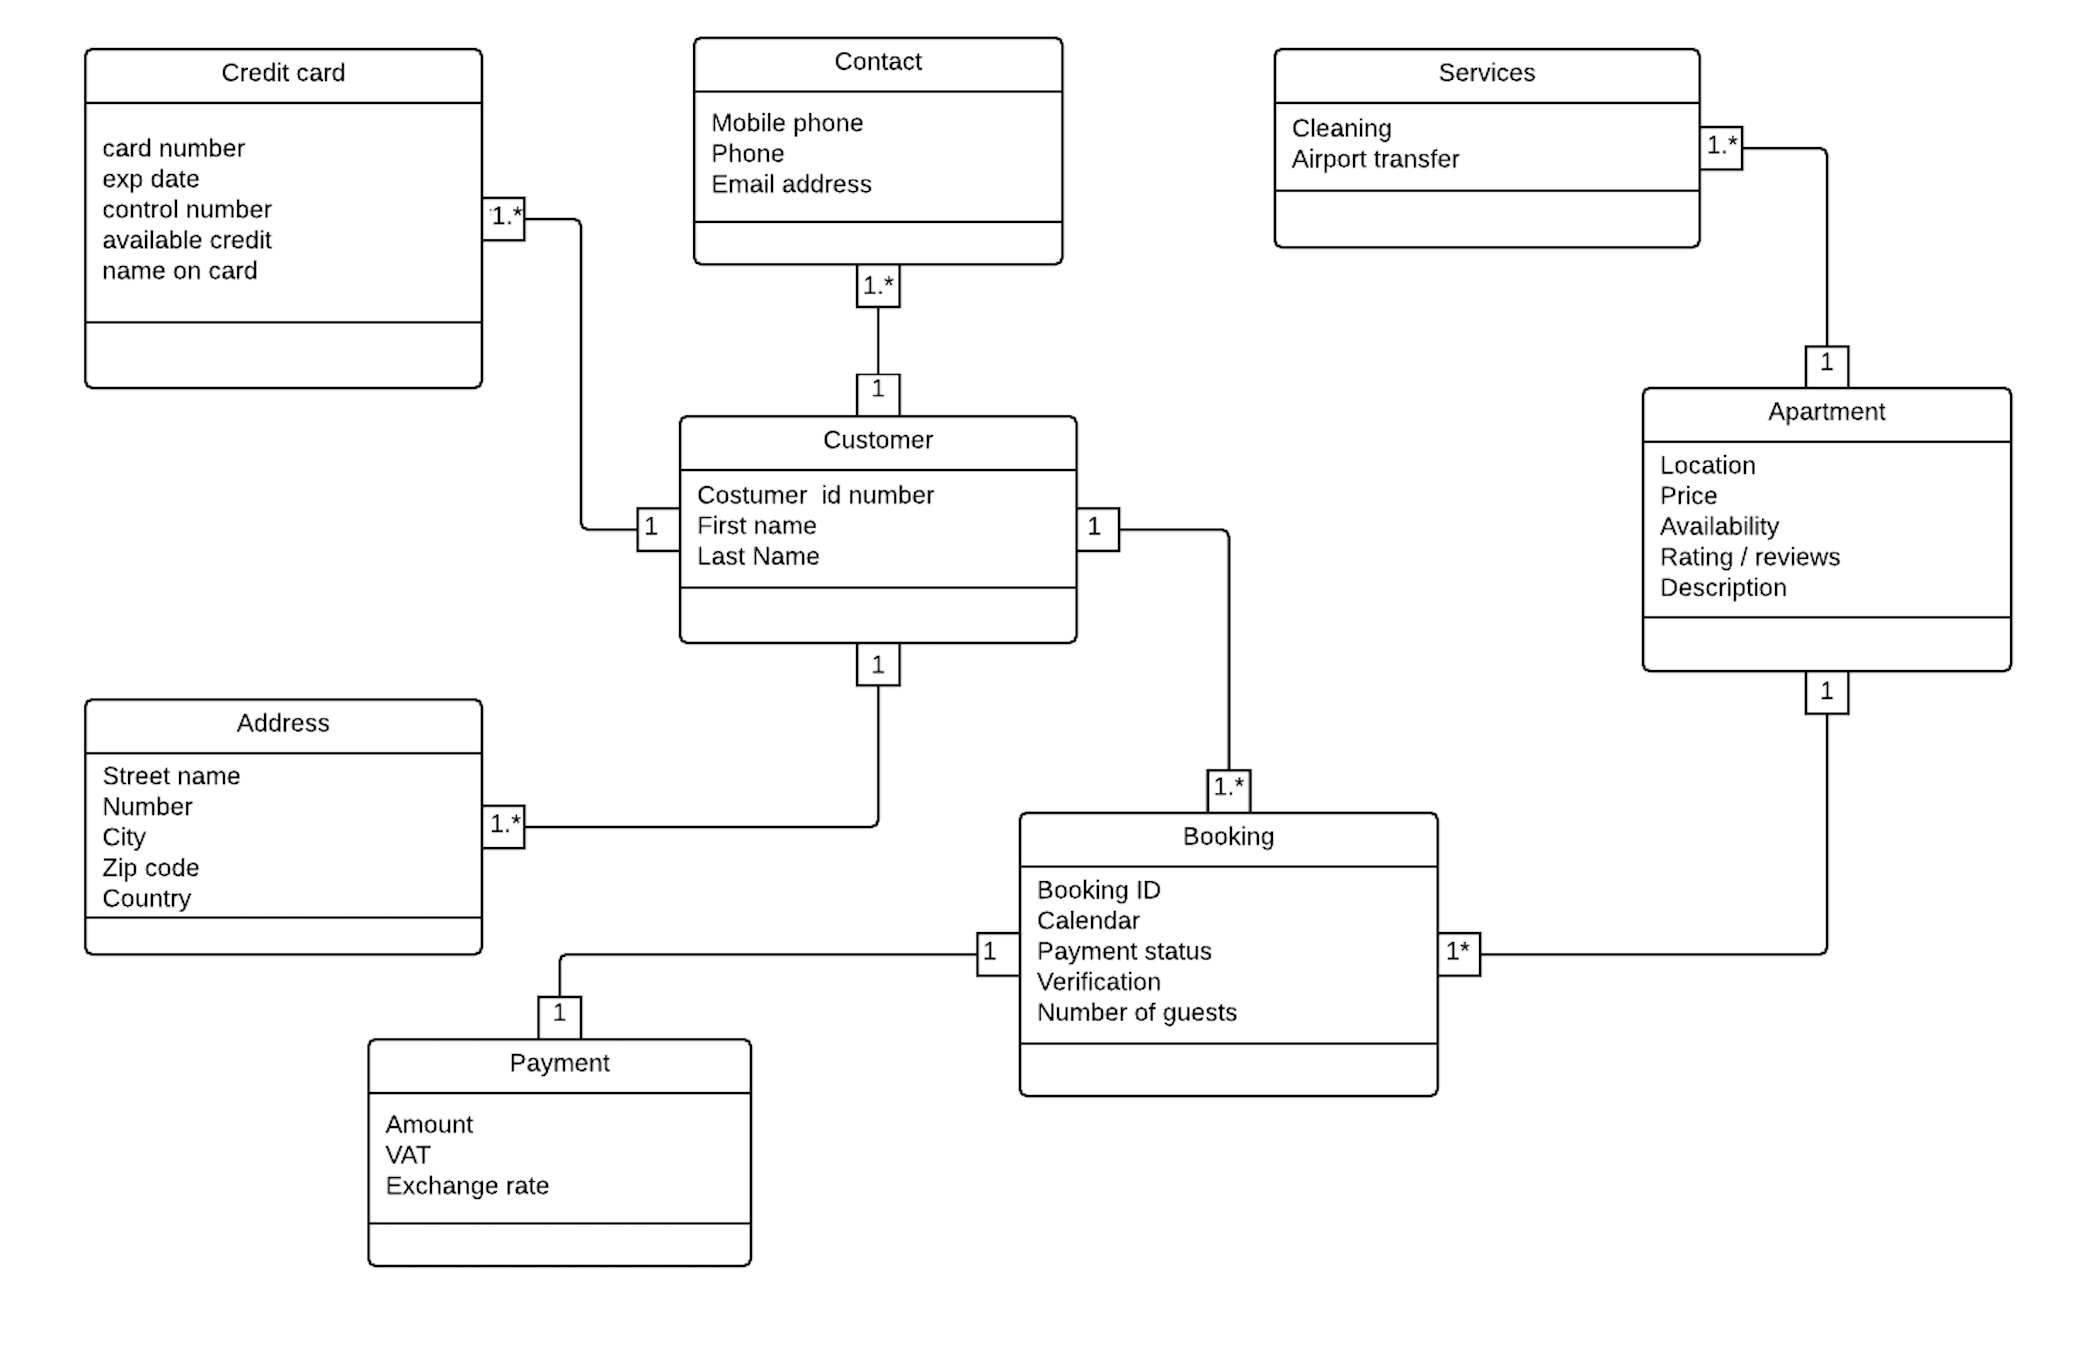 Credit card
card number
exp date
control number
available credit
name on card
1.*
Contact
Mobile phone
Phone
Email address
1.*
Services
Cleaning
Airport transfer
1.*
1
Customer
Costumer  id number
First name
Last Name
1
1
1
1
Apartment
Location
Price
Availability
Rating / reviews
Description
1
Address
Street name
Number
City
Zip code
Country
1.*
1.*
Booking
Booking ID
Calendar
Payment status
Verification
Number of guests
1
1*
1
Payment
Amount
VAT
Exchange rate